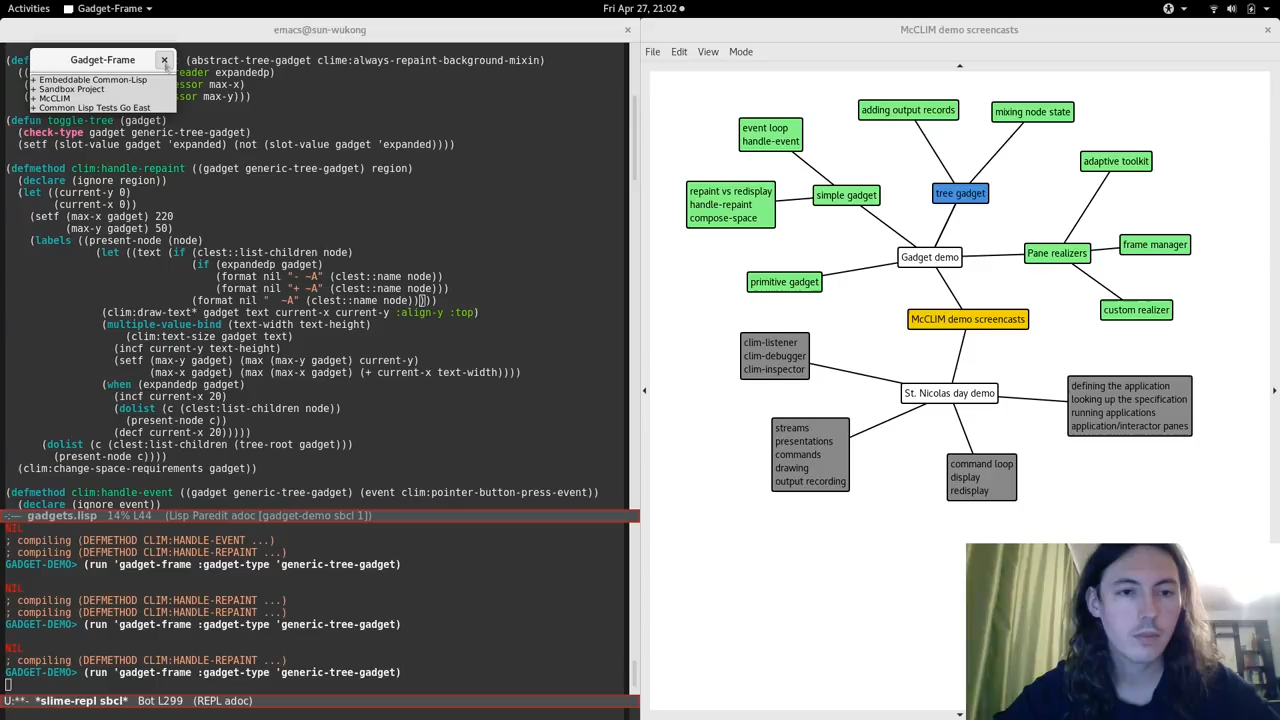 Activities
Gadget-Frame
Fri Apr 27, 21:02
emacs@sun-wukong
McCLIM demo screencasts
Gadget-Frame
+ Embeddable Common-Lisp
+ Sandbox Project
+ McCLIM
+ Common Lisp Tests Go East
(abstract-tree-gadget clime:always-repaint-background-mixin)
expandedp)
max-x)
max-y)))
(defun toggle-tree (gadget)
(check-type gadget generic-tree-gadget)
(setf (slot-value gadget 'expanded) (not (slot-value gadget 'expanded))))
(defmethod clim:handle-repaint ((gadget generic-tree-gadget) region)
(declare (ignore region))
(let ((current-y 0)
(current-x 0))
(setf (max-x gadget) 220
(max-y gadget) 50)
(labels ((present-node (node)
(let ((text (if (clest::list-children node)
(if (expandedp gadget)
(format nil "- ~A" (clest::name node))
(format nil "+ ~A" (clest::name node)))
(format nil "  ~A" (clest::name node)))))
(clim:draw-text* gadget text current-x current-y :align-y :top)
(multiple-value-bind (text-width text-height)
(clim:text-size gadget text)
(incf current-y text-height)
(setf (max-y gadget) (max (max-y gadget) current-y)
(max-x gadget) (max (max-x gadget) (+ current-x text-width))))
(when (expandedp gadget)
(incf current-x 20)
(dolist (c (clest:list-children node))
(present-node c))
(decf current-x 20)))))
(dolist (c (clest:list-children (tree-root gadget)))
(present-node c))))
(clim:change-space-requirements gadget))
(defmethod clim:handle-event ((gadget generic-tree-gadget) (event clim:pointer-button-press-event))
(declare (ignore event))
-:--- gadgets.lisp 14% L44 (Lisp Paredit adoc [gadget-demo sbcl 1])
NIL
; compiling (DEFMETHOD CLIM:HANDLE-EVENT ...)
; compiling (DEFMETHOD CLIM:HANDLE-REPAINT ...)
GADGET-DEMO> (run 'gadget-frame :gadget-type 'generic-tree-gadget)
NIL
; compiling (DEFMETHOD CLIM:HANDLE-REPAINT ...)
; compiling (DEFMETHOD CLIM:HANDLE-REPAINT ...)
GADGET-DEMO> (run 'gadget-frame :gadget-type 'generic-tree-gadget)
NIL
; compiling (DEFMETHOD CLIM:HANDLE-REPAINT ...)
GADGET-DEMO> (run 'gadget-frame :gadget-type 'generic-tree-gadget)
U:**- *slime-repl sbcl* Bot L299 (REPL adoc)
File Edit View Mode
adding output records
mixing node state
event loop
handle-event
adaptive toolkit
repaint vs redisplay
handle-repaint
compose-space
simple gadget
tree gadget
Gadget demo
Pane realizers
frame manager
primitive gadget
custom realizer
McCLIM demo screencasts
clim-listener
clim-debugger
clim-inspector
St. Nicolas day demo
defining the application
looking up the specification
running applications
application/interactor panes
streams
presentations
commands
drawing
output recording
command loop
display
redisplay